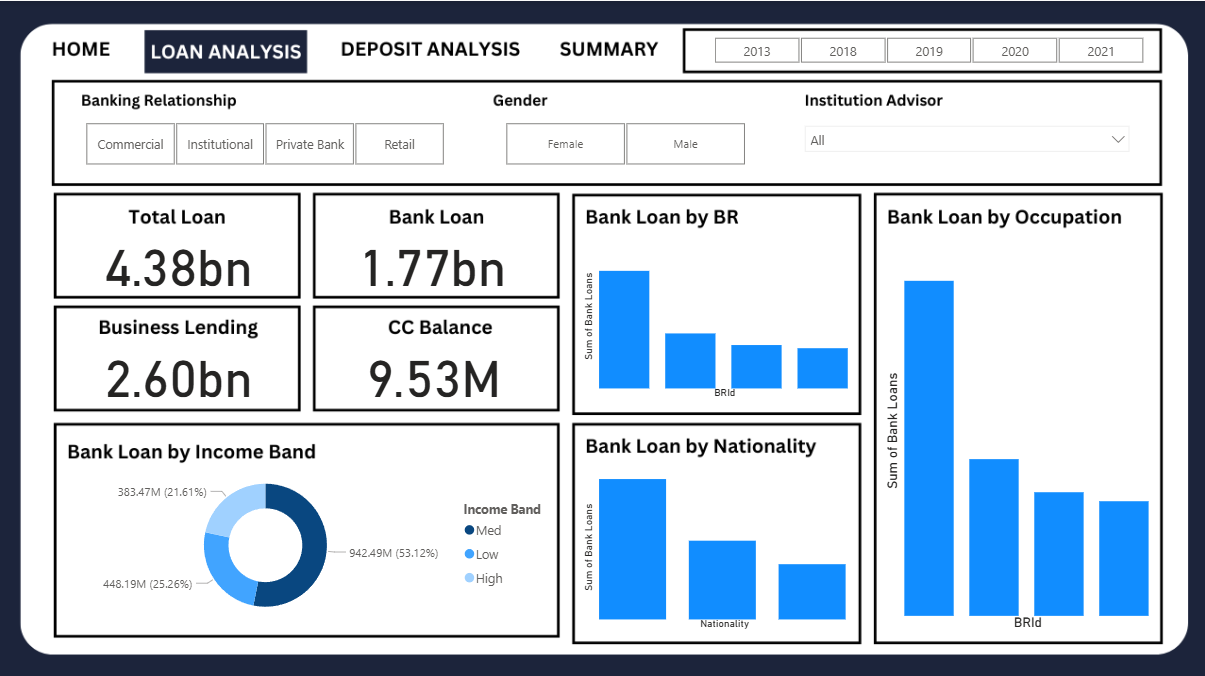 HOME LOAN ANALYSIS DEPOSIT ANALYSIS SUMMARY 2013 2018 2019 2020 2021
Banking Relationship Gender Institution Advisor
Commercial Institutional Private Bank Retail Female Male All
Total Loan
4.38bn
Bank Loan
1.77bn
Business Lending
2.60bn
CC Balance
9.53M
Bank Loan by BR
Sum of Bank Loans
BRId
Bank Loan by Occupation
Sum of Bank Loans
BRId
Bank Loan by Income Band
383.47M (21.61%)
942.49M (53.12%)
448.19M (25.26%)
Income Band
Med
Low
High
Bank Loan by Nationality
Sum of Bank Loans
Nationality